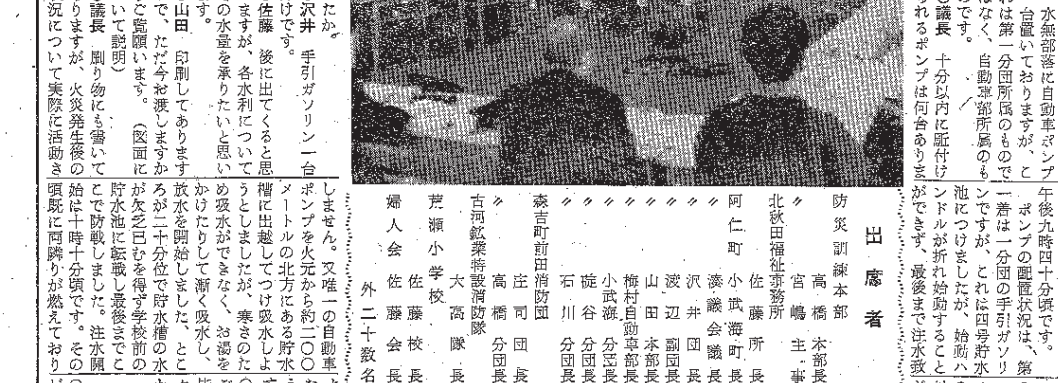 水無部落に自動車ポンプ
台置いておりますが、こ
れは第一分団所属のもので
はなく、自動車部所属のも
のです。
議長　十分以内に駈付け
られるポンプは何台ありま
たか。
沢井　手引ガソリン一台
けです。
佐藤　後に出てくると思
ますが、各水利について
の水量を承りたいと思い
す。
山田　印刷してあります
で、ただ今お渡しますか
ご覧願います。（図面に
いて説明）
議長　刷り物にも書いて
りますが、火災発生後の
況について実際に活動さ
午後九時四十分頃です。
ポンプの配置状況は、第
一着は一分団の手引ガソリ
ンですが、これは四号貯水
池につけましたが、始動ハ
ンドルが折れ始動すること
ができず、最後まで注水致
出席者
防災訓練本部
高橋本部長
〃　宮嶋主事
北秋田福祉事務所
佐藤所長
阿仁町　小武海町長
〃　湊議会議長
〃　沢井団長
〃　渡辺副団長
〃　山田本部長
〃　梅村自動車部長
〃　小武海分団長
〃　碇谷分団長
〃　石川分団長
森吉町前田消防団
庄司団長
〃　高橋分団長
古河鉱業特設消防隊
大高隊長
荒瀬小学校
佐藤校長
婦人会　佐藤会長
外二十数名
しません。又唯一の自動車
ポンプを火元から約二〇〇
メートルの北方にある貯水
槽に出越してつけ吸水しよ
うとしましたが、寒さのた
め吸水ができなく、お湯を
かけたりして漸く吸水し、
放水を開始しました、とこ
ろが二十分位で貯水槽の水
が欠乏已むを得ず学校前の
貯水池に転戦し最後までこ
こで防戦しました。注水開
始は十時十分頃です。その
頃既に両隣りが燃えており